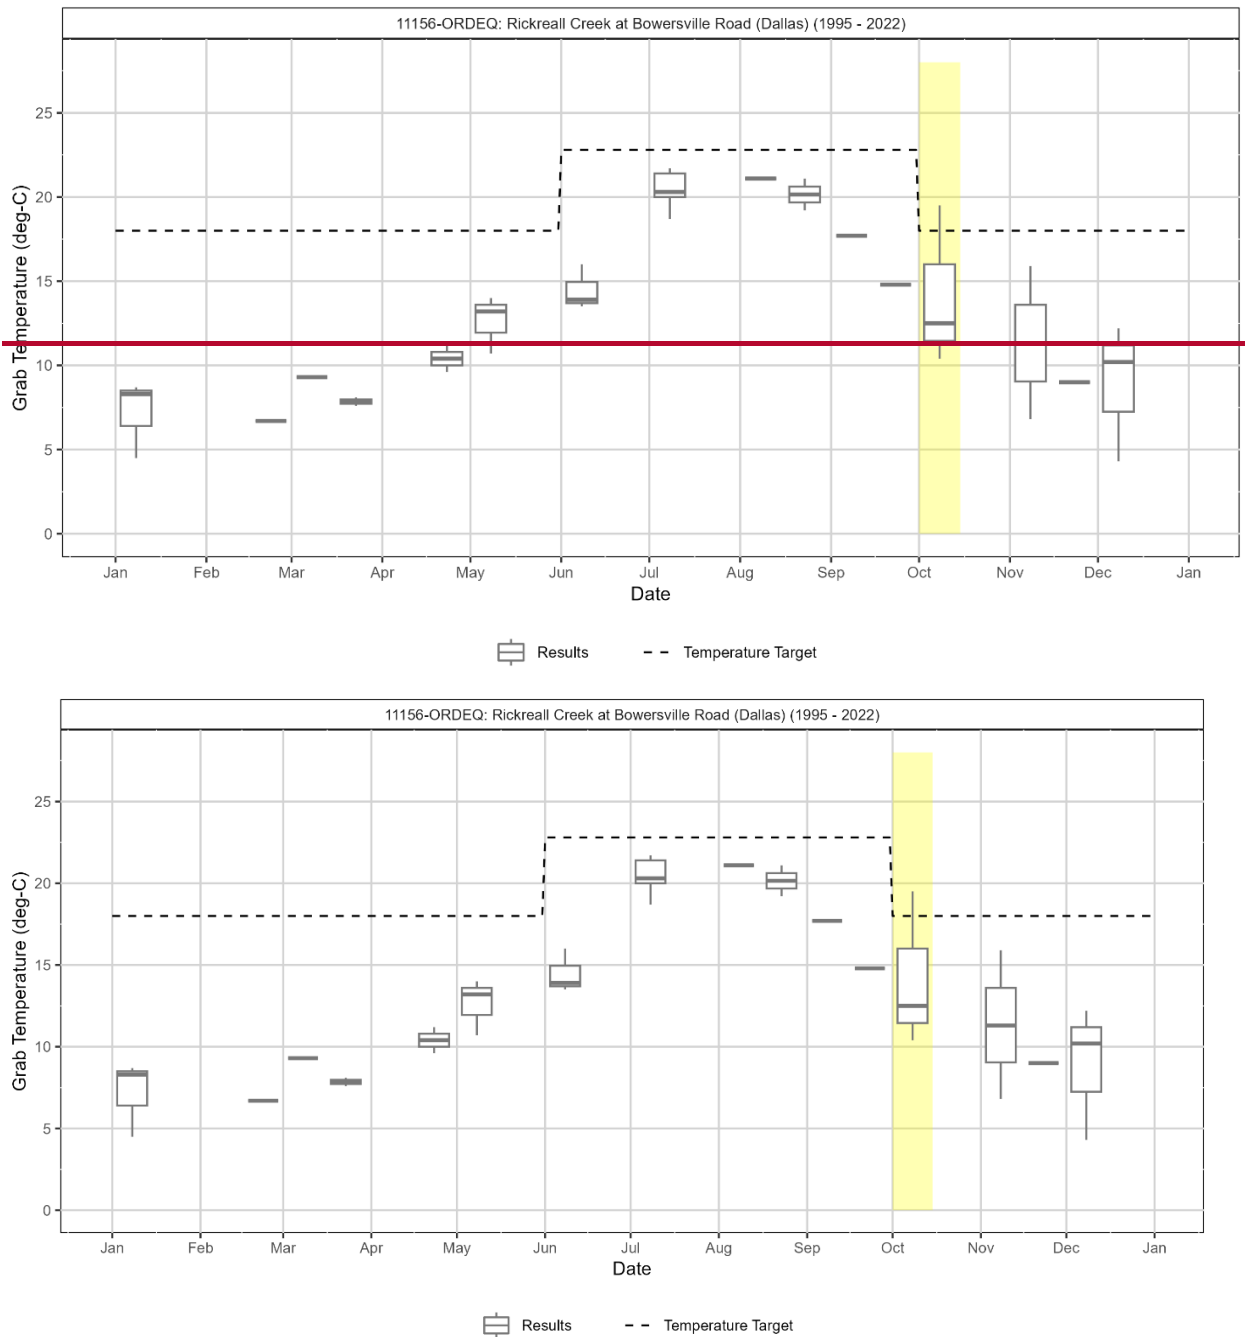 11156-ORDEQ: Rickreall Creek at Bowersville Road (Dallas) (1995 - 2022)
25
20
15
10
5
0
Grab Temperature (deg-C)
Jan Feb Mar Apr May Jun Jul Aug Sep Oct Nov Dec Jan
Date
Results Temperature Target
11156-ORDEQ: Rickreall Creek at Bowersville Road (Dallas) (1995 - 2022)
25
20
15
10
5
0
Grab Temperature (deg-C)
Jan Feb Mar Apr May Jun Jul Aug Sep Oct Nov Dec Jan
Date
Results Temperature Target